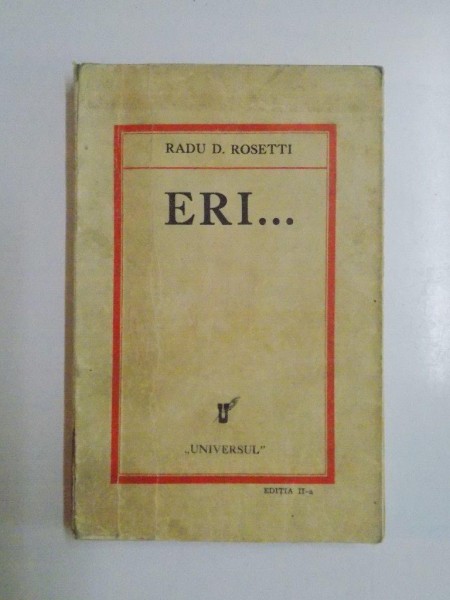 RADU D. ROSETTI
ERI...
U
„UNIVERSUL"
EDIȚIA II-a